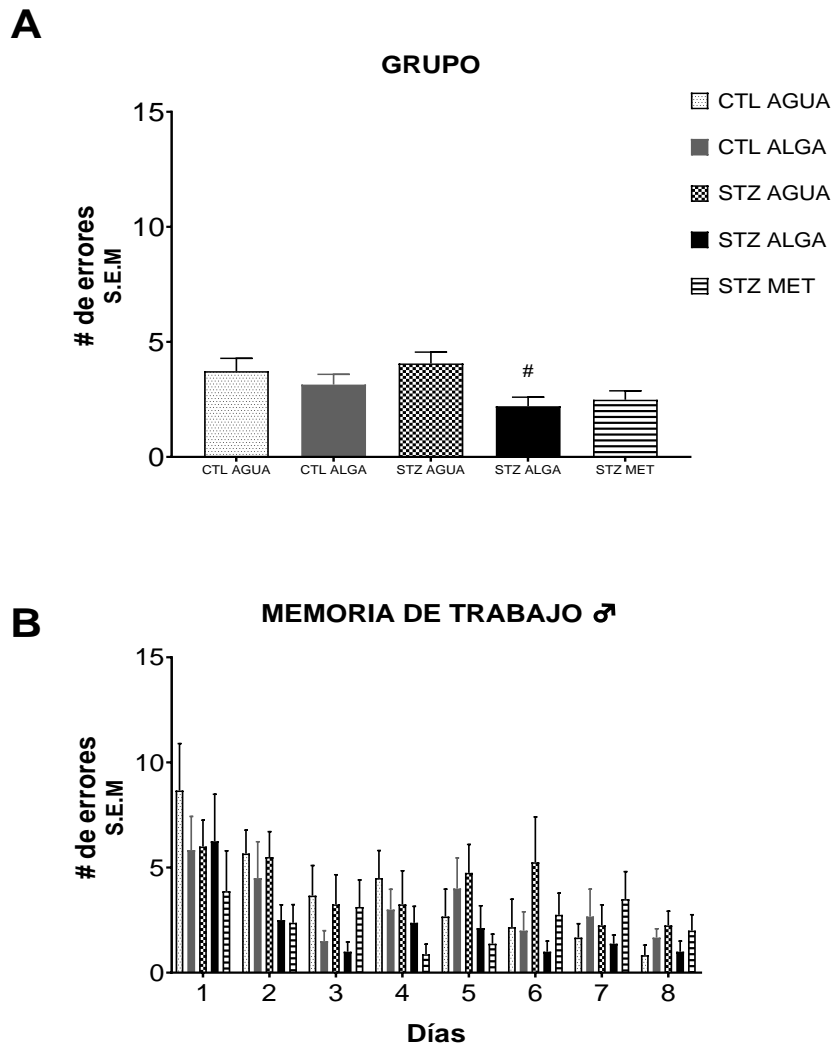 A
GRUPO
15
10
5
0
# de errores
S.E.M
CTL AGUA
CTL ALGA
STZ AGUA
STZ ALGA
STZ MET
#
CTL AGUA
CTL ALGA
STZ AGUA
STZ ALGA
STZ MET
B
MEMORIA DE TRABAJO ♂
15
10
5
0
# de errores
S.E.M
1 2 3 4 5 6 7 8
Días